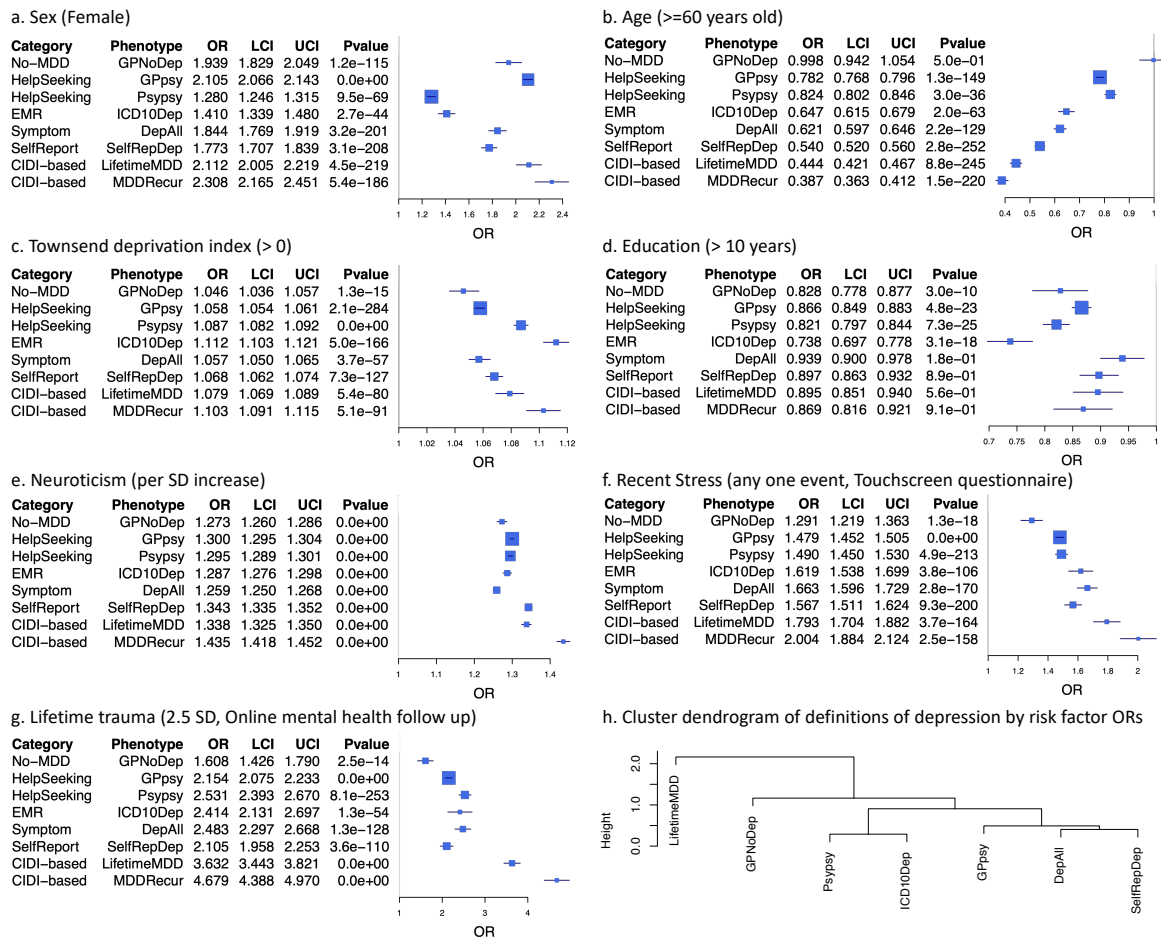 a. Sex (Female)
Category Phenotype OR LCI UCI Pvalue
No−MDD GPNoDep 1.939 1.829 2.049 1.2e−115
HelpSeeking GPpsy 2.105 2.066 2.143 0.0e+00
HelpSeeking Psypsy 1.280 1.246 1.315 9.5e−69
EMR ICD10Dep 1.410 1.339 1.480 2.7e−44
Symptom DepAll 1.844 1.769 1.919 3.2e−201
SelfReport SelfRepDep 1.773 1.707 1.839 3.1e−208
CIDI−based LifetimeMDD 2.112 2.005 2.219 4.5e−219
CIDI−based MDDRecur 2.308 2.165 2.451 5.4e−186
1 1.2 1.4 1.6 1.8 2 2.2 2.4
OR
b. Age (>=60 years old)
Category Phenotype OR LCI UCI Pvalue
No−MDD GPNoDep 0.998 0.942 1.054 5.0e−01
HelpSeeking GPpsy 0.782 0.768 0.796 1.3e−149
HelpSeeking Psypsy 0.824 0.802 0.846 3.0e−36
EMR ICD10Dep 0.647 0.615 0.679 2.0e−63
Symptom DepAll 0.621 0.597 0.646 2.2e−129
SelfReport SelfRepDep 0.540 0.520 0.560 2.8e−252
CIDI−based LifetimeMDD 0.444 0.421 0.467 8.8e−245
CIDI−based MDDRecur 0.387 0.363 0.412 1.5e−220
0.4 0.5 0.6 0.7 0.8 0.9 1
OR
c. Townsend deprivation index (> 0)
Category Phenotype OR LCI UCI Pvalue
No−MDD GPNoDep 1.046 1.036 1.057 1.3e−15
HelpSeeking GPpsy 1.058 1.054 1.061 2.1e−284
HelpSeeking Psypsy 1.087 1.082 1.092 0.0e+00
EMR ICD10Dep 1.112 1.103 1.121 5.0e−166
Symptom DepAll 1.057 1.050 1.065 3.7e−57
SelfReport SelfRepDep 1.068 1.062 1.074 7.3e−127
CIDI−based LifetimeMDD 1.079 1.069 1.089 5.4e−80
CIDI−based MDDRecur 1.103 1.091 1.115 5.1e−91
1 1.02 1.04 1.06 1.08 1.1 1.12
OR
d. Education (> 10 years)
Category Phenotype OR LCI UCI Pvalue
No−MDD GPNoDep 0.828 0.778 0.877 3.0e−10
HelpSeeking GPpsy 0.866 0.849 0.883 4.8e−23
HelpSeeking Psypsy 0.821 0.797 0.844 7.3e−25
EMR ICD10Dep 0.738 0.697 0.778 3.1e−18
Symptom DepAll 0.939 0.900 0.978 1.8e−01
SelfReport SelfRepDep 0.897 0.863 0.932 8.9e−01
CIDI−based LifetimeMDD 0.895 0.851 0.940 5.6e−01
CIDI−based MDDRecur 0.869 0.816 0.921 9.1e−01
0.7 0.75 0.8 0.85 0.9 0.95 1
OR
e. Neuroticism (per SD increase)
Category Phenotype OR LCI UCI Pvalue
No−MDD GPNoDep 1.273 1.260 1.286 0.0e+00
HelpSeeking GPpsy 1.300 1.295 1.304 0.0e+00
HelpSeeking Psypsy 1.295 1.289 1.301 0.0e+00
EMR ICD10Dep 1.287 1.276 1.298 0.0e+00
Symptom DepAll 1.259 1.250 1.268 0.0e+00
SelfReport SelfRepDep 1.343 1.335 1.352 0.0e+00
CIDI−based LifetimeMDD 1.338 1.325 1.350 0.0e+00
CIDI−based MDDRecur 1.435 1.418 1.452 0.0e+00
1 1.1 1.2 1.3 1.4
OR
f. Recent Stress (any one event, Touchscreen questionnaire)
Category Phenotype OR LCI UCI Pvalue
No−MDD GPNoDep 1.291 1.219 1.363 1.3e−18
HelpSeeking GPpsy 1.479 1.452 1.505 0.0e+00
HelpSeeking Psypsy 1.490 1.450 1.530 4.9e−213
EMR ICD10Dep 1.619 1.538 1.699 3.8e−106
Symptom DepAll 1.663 1.596 1.729 2.8e−170
SelfReport SelfRepDep 1.567 1.511 1.624 9.3e−200
CIDI−based LifetimeMDD 1.793 1.704 1.882 3.7e−164
CIDI−based MDDRecur 2.004 1.884 2.124 2.5e−158
1 1.2 1.4 1.6 1.8 2
OR
g. Lifetime trauma (2.5 SD, Online mental health follow up)
Category Phenotype OR LCI UCI Pvalue
No−MDD GPNoDep 1.608 1.426 1.790 2.5e−14
HelpSeeking GPpsy 2.154 2.075 2.233 0.0e+00
HelpSeeking Psypsy 2.531 2.393 2.670 8.1e−253
EMR ICD10Dep 2.414 2.131 2.697 1.3e−54
Symptom DepAll 2.483 2.297 2.668 1.3e−128
SelfReport SelfRepDep 2.105 1.958 2.253 3.6e−110
CIDI−based LifetimeMDD 3.632 3.443 3.821 0.0e+00
CIDI−based MDDRecur 4.679 4.388 4.970 0.0e+00
1 2 3 4
OR
h. Cluster dendrogram of definitions of depression by risk factor ORs
Height
2.0
1.0
0.0
LifetimeMDD
GPNoDep
Psypsy
ICD10Dep
GPpsy
DepAll
SelfRepDep